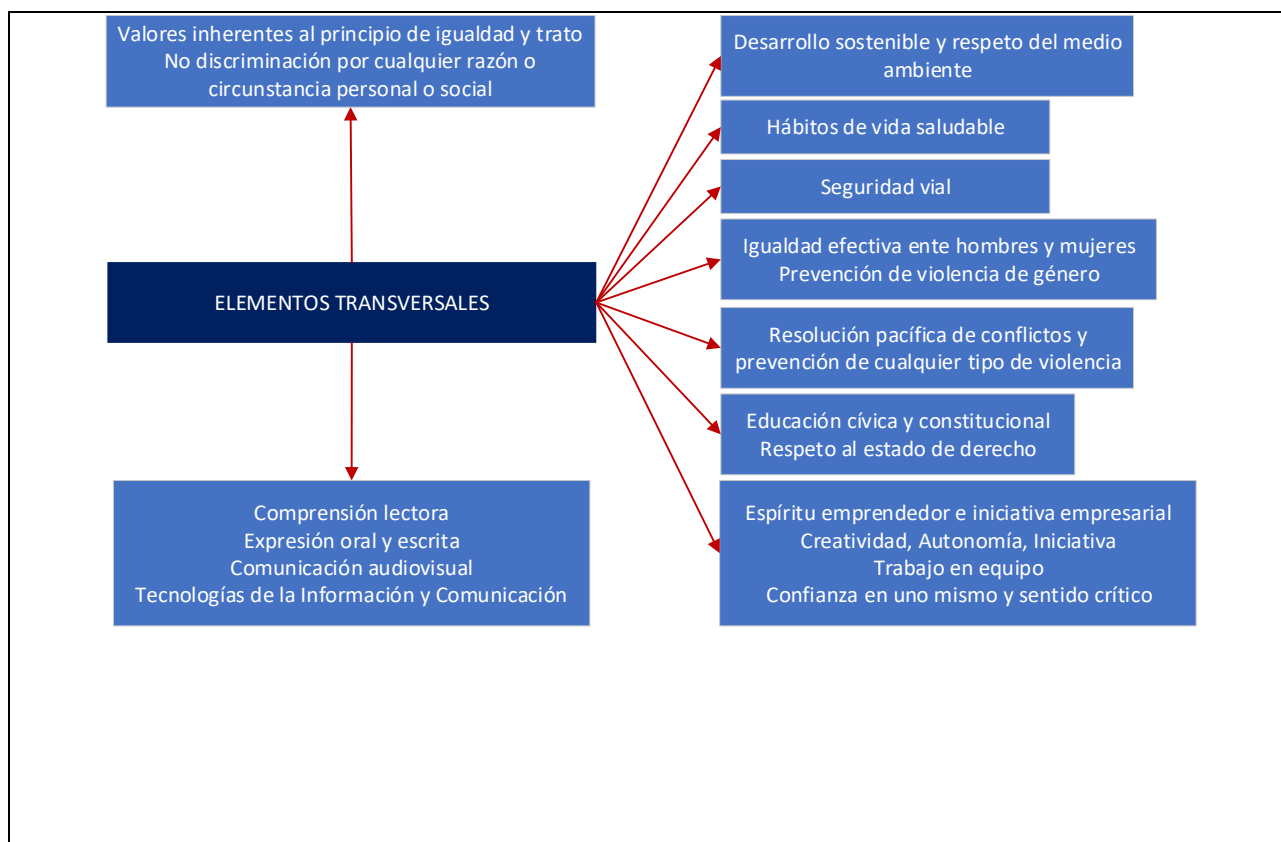 Valores inherentes al principio de igualdad y trato
No discriminación por cualquier razón o
circunstancia personal o social
ELEMENTOS TRANSVERSALES
Comprensión lectora
Expresión oral y escrita
Comunicación audiovisual
Tecnologías de la Información y Comunicación
Desarrollo sostenible y respeto del medio
ambiente
Hábitos de vida saludable
Seguridad vial
Igualdad efectiva ente hombres y mujeres
Prevención de violencia de género
Resolución pacífica de conflictos y
prevención de cualquier tipo de violencia
Educación cívica y constitucional
Respeto al estado de derecho
Espíritu emprendedor e iniciativa empresarial
Creatividad, Autonomía, Iniciativa
Trabajo en equipo
Confianza en uno mismo y sentido crítico